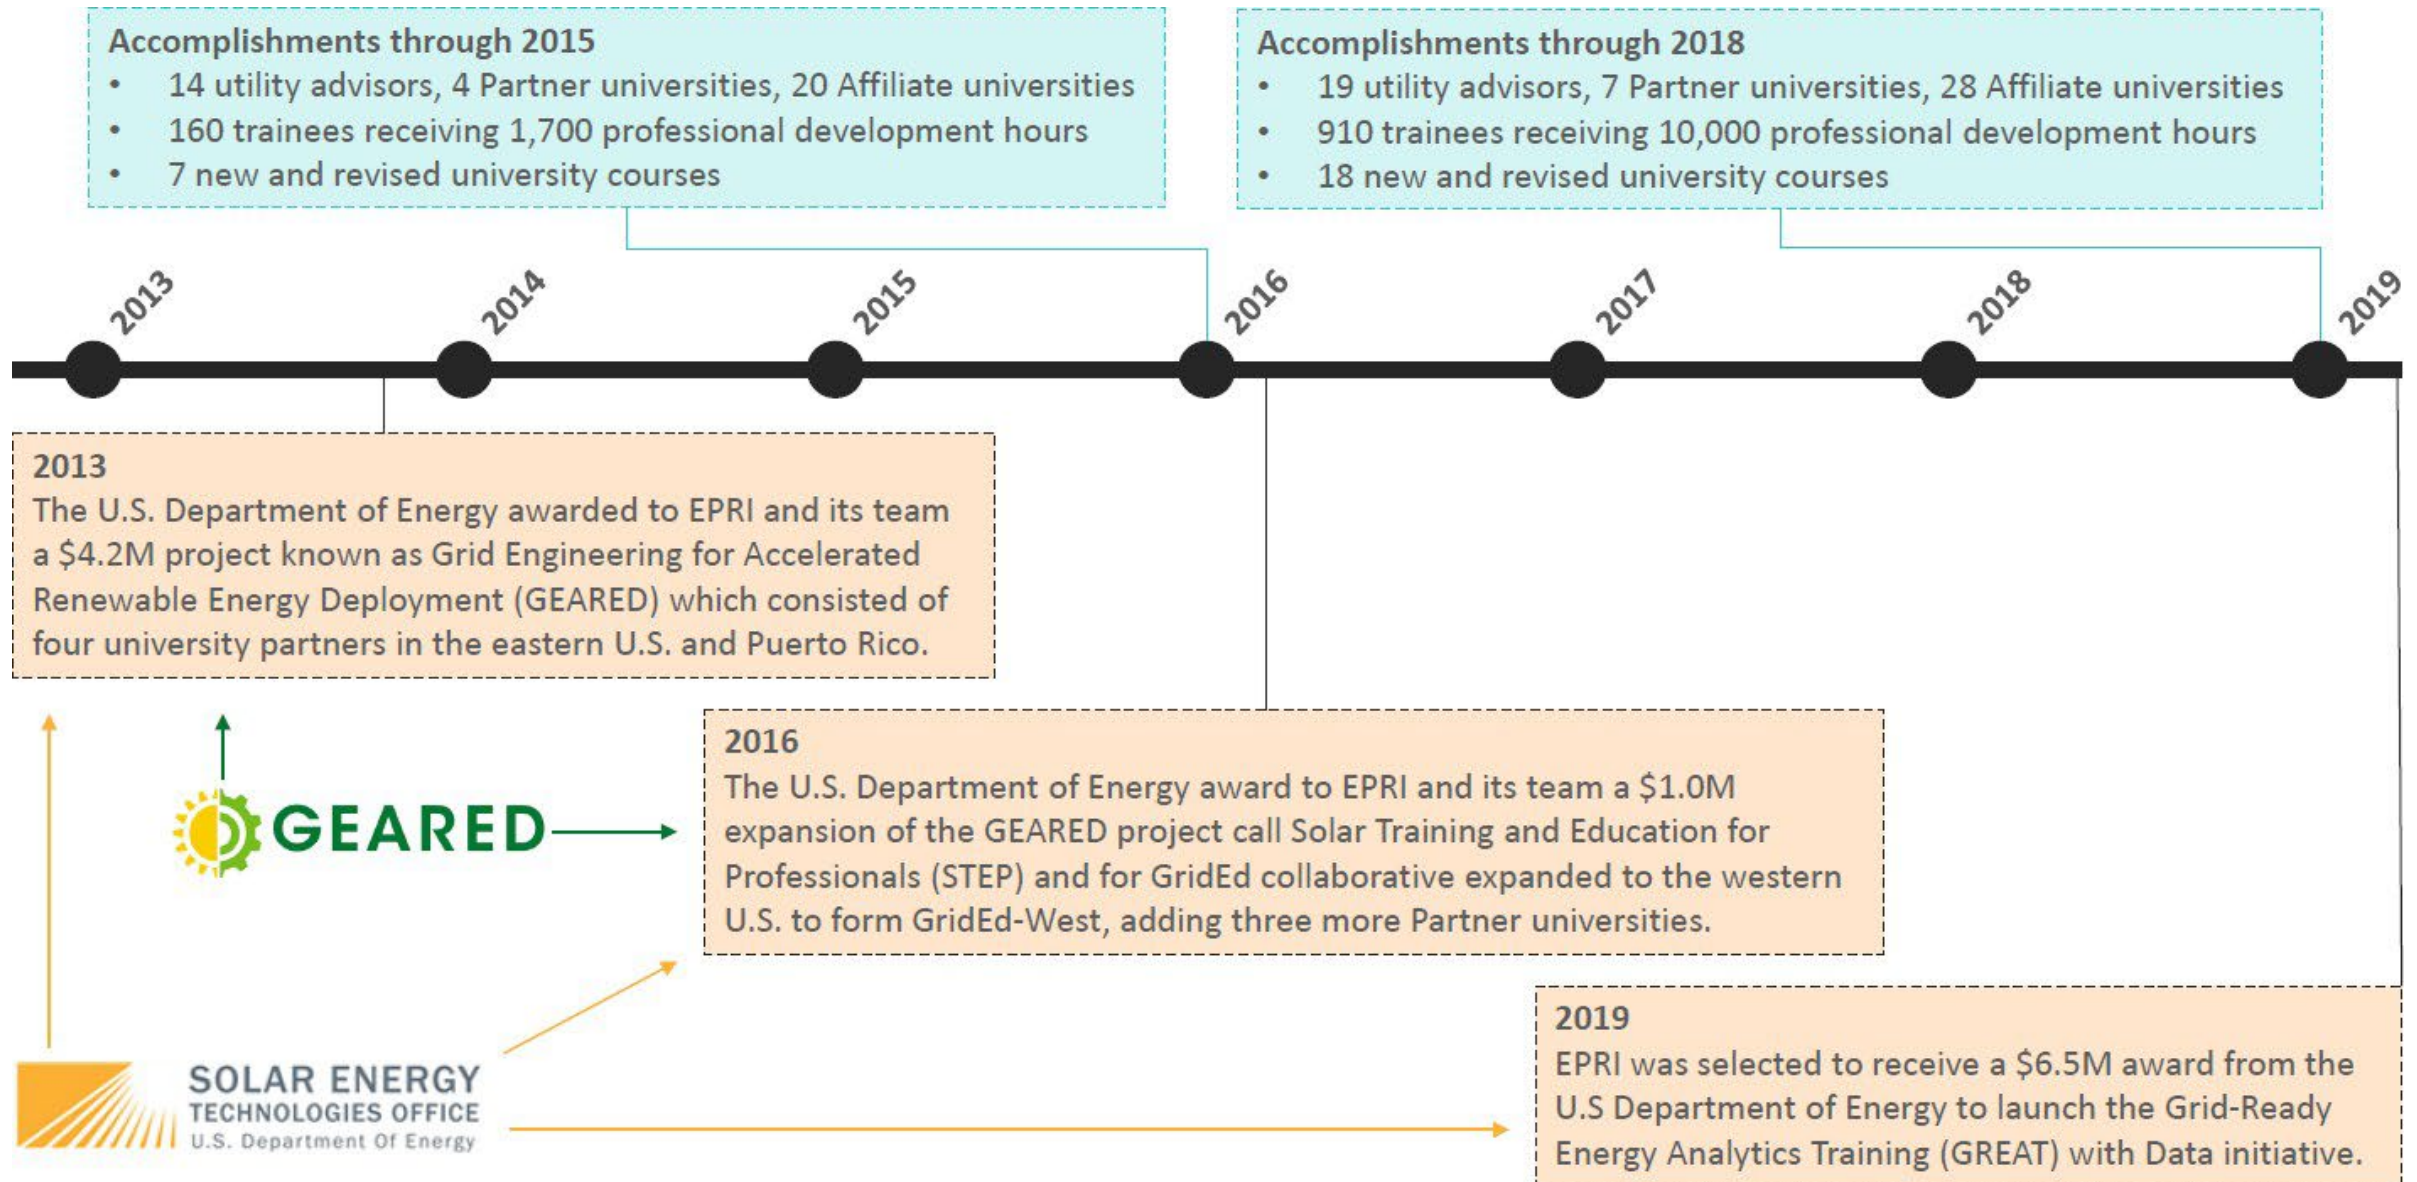 Accomplishments through 2015
• 14 utility advisors, 4 Partner universities, 20 Affiliate universities
• 160 trainees receiving 1,700 professional development hours
• 7 new and revised university courses
Accomplishments through 2018
• 19 utility advisors, 7 Partner universities, 28 Affiliate universities
• 910 trainees receiving 10,000 professional development hours
• 18 new and revised university courses
2013
2014
2015
2016
2017
2018
2019
2013
The U.S. Department of Energy awarded to EPRI and its team
a $4.2M project known as Grid Engineering for Accelerated
Renewable Energy Deployment (GEARED) which consisted of
four university partners in the eastern U.S. and Puerto Rico.
GEARED
2016
The U.S. Department of Energy award to EPRI and its team a $1.0M
expansion of the GEARED project call Solar Training and Education for
Professionals (STEP) and for GridEd collaborative expanded to the western
U.S. to form GridEd-West, adding three more Partner universities.
SOLAR ENERGY
TECHNOLOGIES OFFICE
U.S. Department Of Energy
2019
EPRI was selected to receive a $6.5M award from the
U.S Department of Energy to launch the Grid-Ready
Energy Analytics Training (GREAT) with Data initiative.